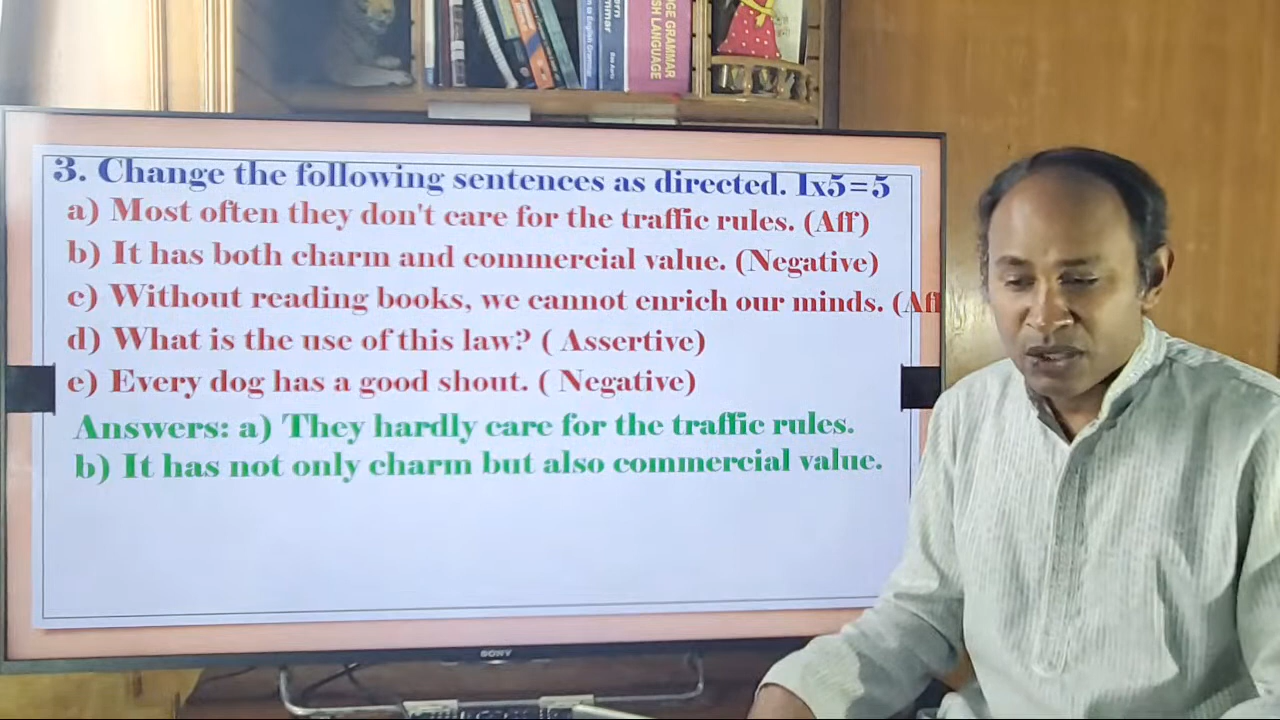 GE GRAMMAR
SH LANGUAGE
3. Change the following sentences as directed. 1x5=5
a) Most often they don't care for the traffic rules. (Aff)
b) It has both charm and commercial value. (Negative)
c) Without reading books, we cannot enrich our minds. (Aff
d) What is the use of this law? ( Assertive)
e) Every dog has a good shout. ( Negative)
Answers: a) They hardly care for the traffic rules.
b) It has not only charm but also commercial value.
SONY